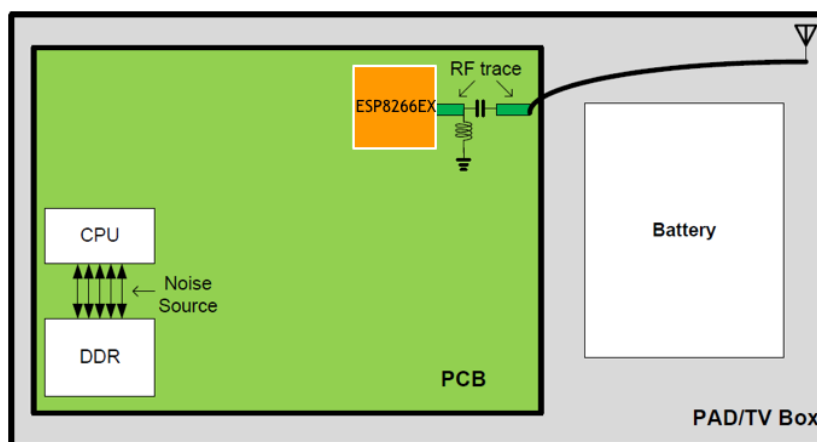 RF trace
ESP8266EX
CPU
Noise
Source
DDR
Battery
PCB
PAD/TV Box